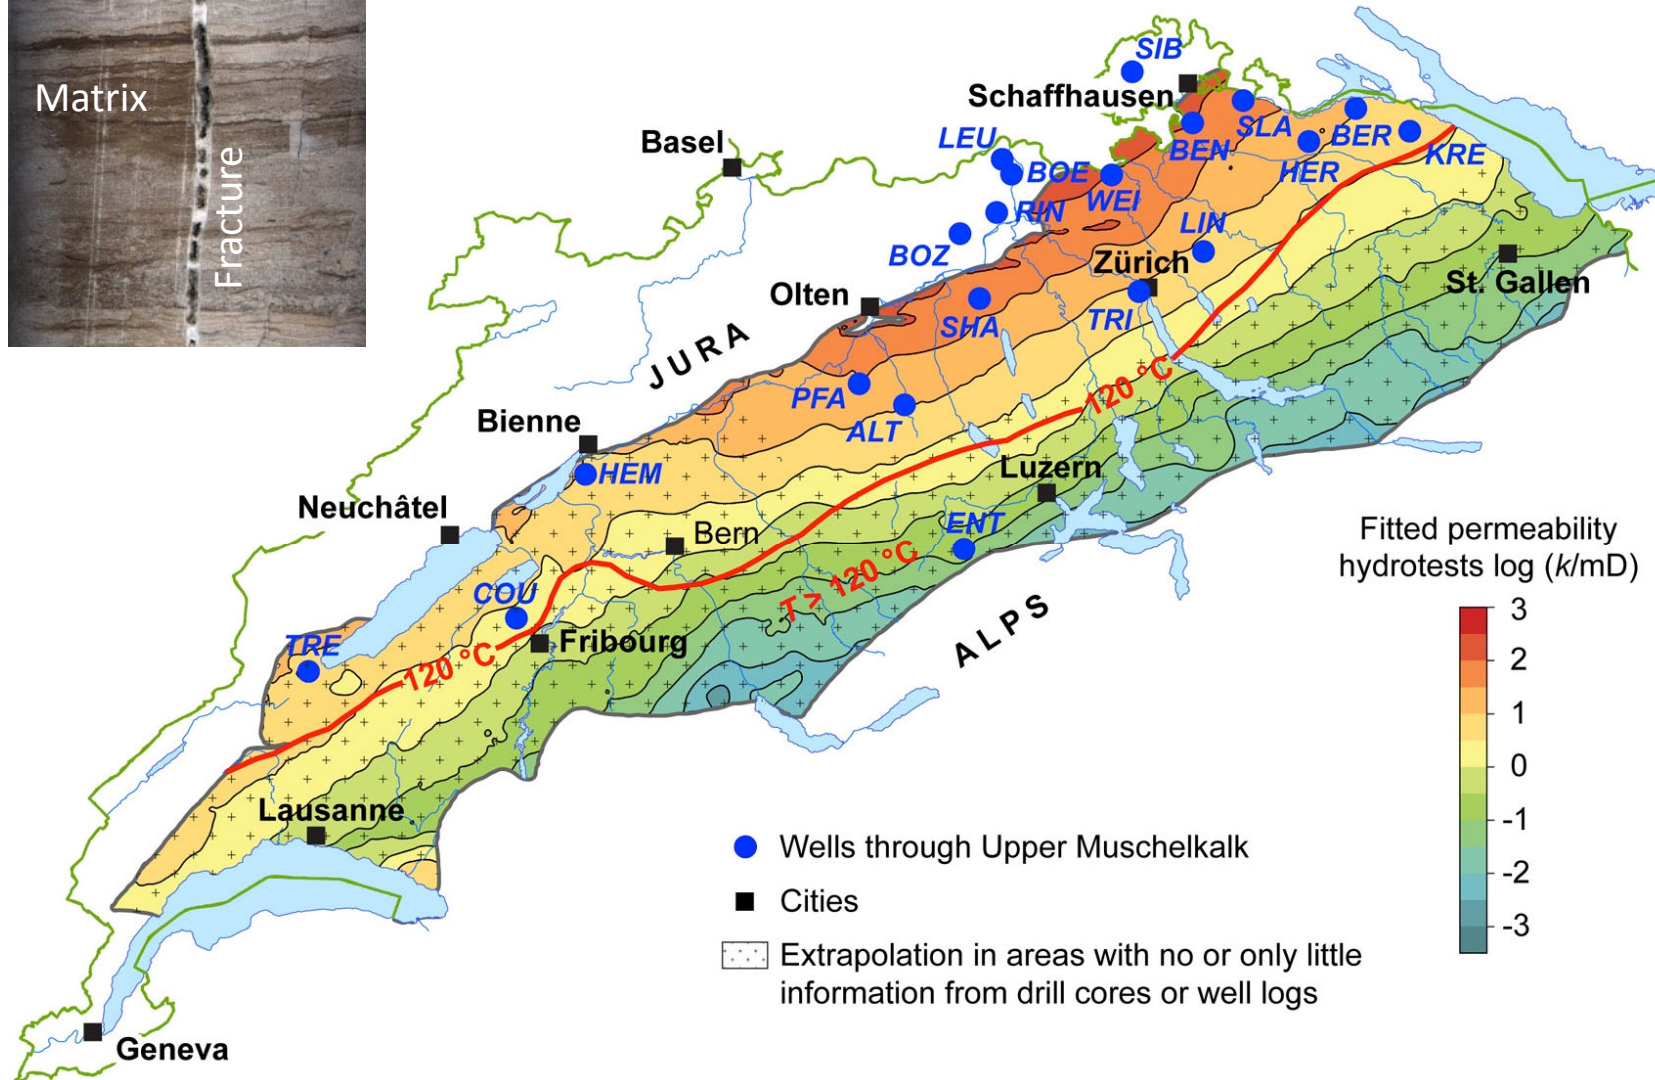 Matrix
Fracture
SIB
Schaffhausen
SLA
BER
BEN
HER
KRE
Basel
LEU
BOE
WEI
RIN
LIN
BOZ
Zürich
St. Gallen
Olten
SHA
TRI
JURA
PFA
120 °C
ALT
Bienne
HEM
Luzern
Neuchâtel
ENT
Bern
T > 120 °C
COU
Fribourg
ALPS
TRE
120 °C
Lausanne
Geneva
Fitted permeability
hydrotests log (k/mD)
3
2
1
0
-1
-2
-3
Wells through Upper Muschelkalk
Cities
Extrapolation in areas with no or only little
information from drill cores or well logs